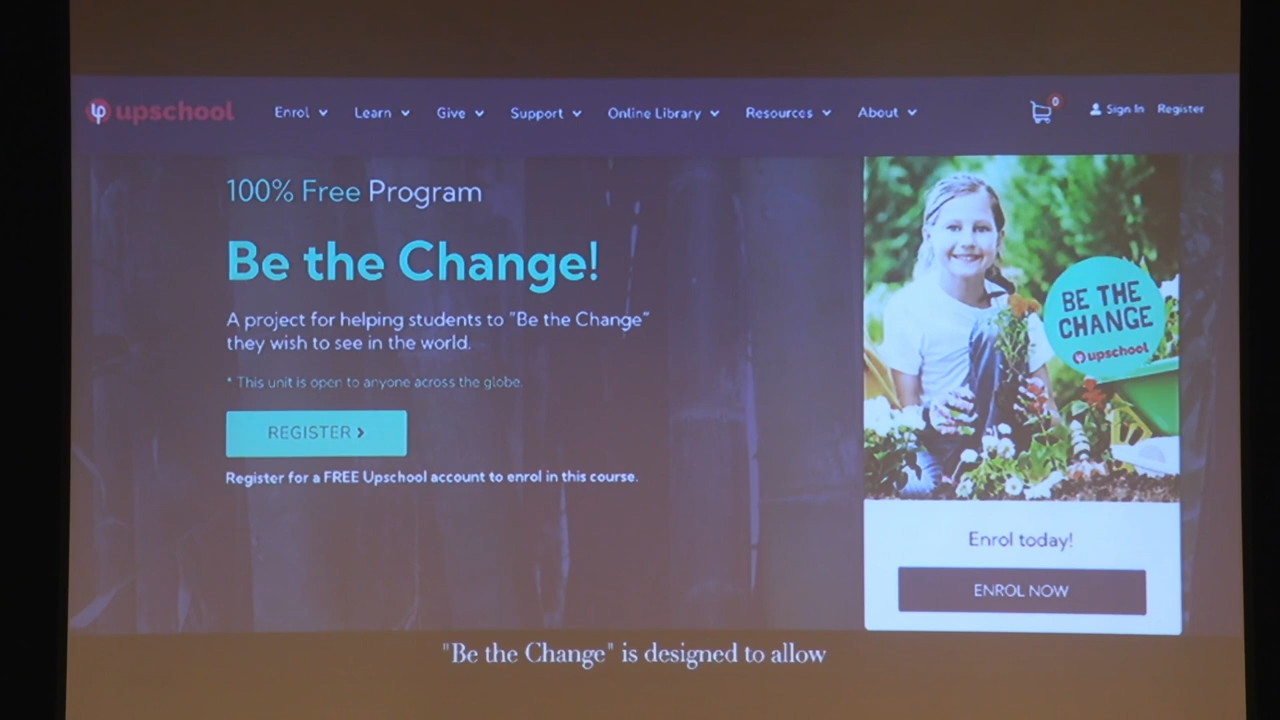 upschool
Enrol Learn Give Support Online Library Resources About 0 Sign In Register
100% Free Program
Be the Change!
A project for helping students to "Be the Change"
they wish to see in the world.
* This unit is open to anyone across the globe.
REGISTER >
Register for a FREE Upschool account to enrol in this course.
BE THE
CHANGE
upschool
Enrol today!
ENROL NOW
"Be the Change" is designed to allow